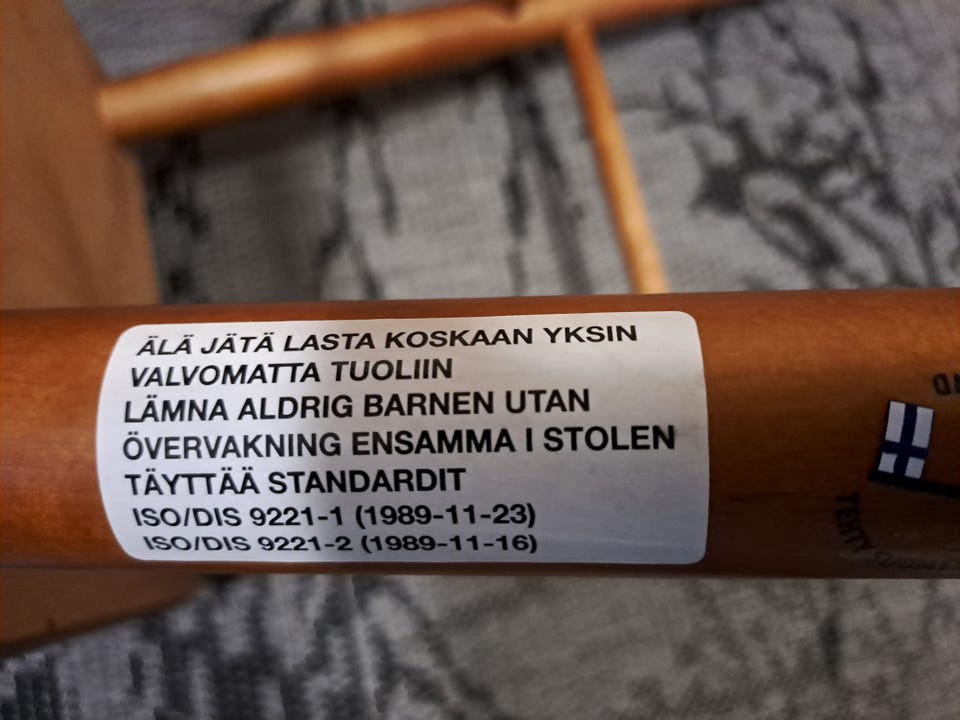 ÄLÄ JÄTÄ LASTA KOSKAAN YKSIN
VALVOMATTA TUOLIIN
LÄMNA ALDRIG BARNEN UTAN
ÖVERVAKNING ENSAMMA I STOLEN
TÄYTTÄÄ STANDARDIT
ISO/DIS 9221-1 (1989-11-23)
ISO/DIS 9221-2 (1989-11-16)
TEHTY